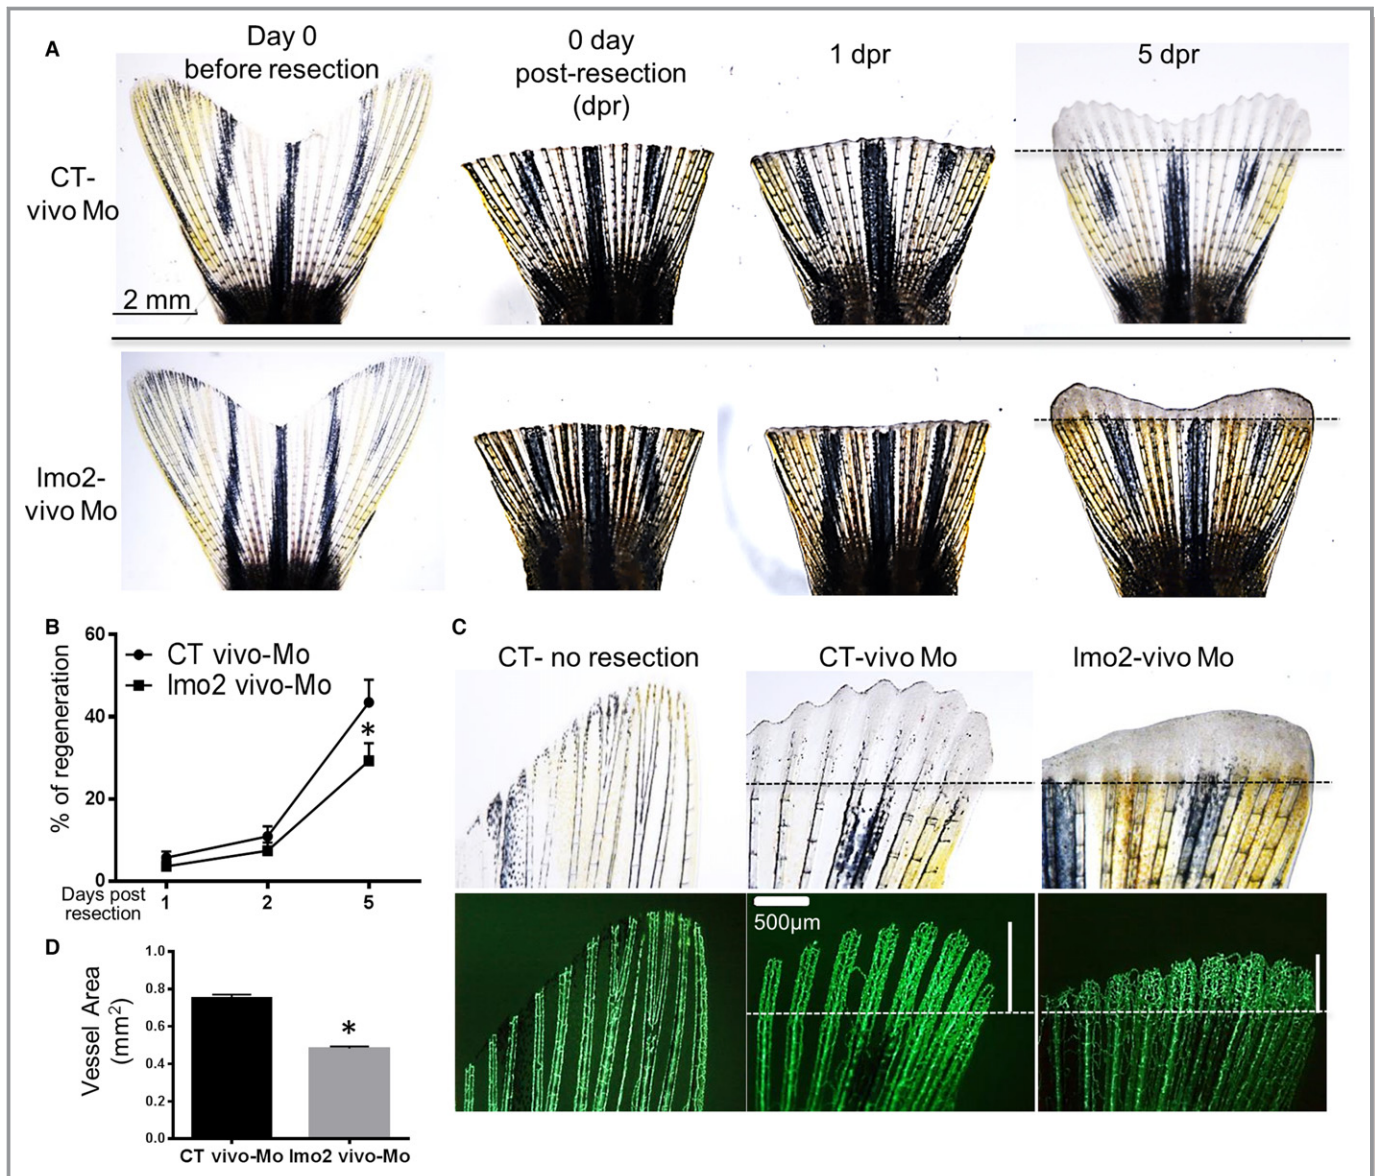 A
Day 0
before resection
0 day
post-resection
(dpr)
1 dpr
5 dpr
CT-
vivo Mo
2 mm
lmo2-
vivo Mo
B
60
40
20
0
% of regeneration
CT vivo-Mo
lmo2 vivo-Mo
*
Days post
resection
1
2
5
C
CT- no resection
CT-vivo Mo
lmo2-vivo Mo
500µm
D
1.0
0.8
0.6
0.4
0.2
0.0
Vessel Area
(mm²)
*
CT vivo-Mo
lmo2 vivo-Mo